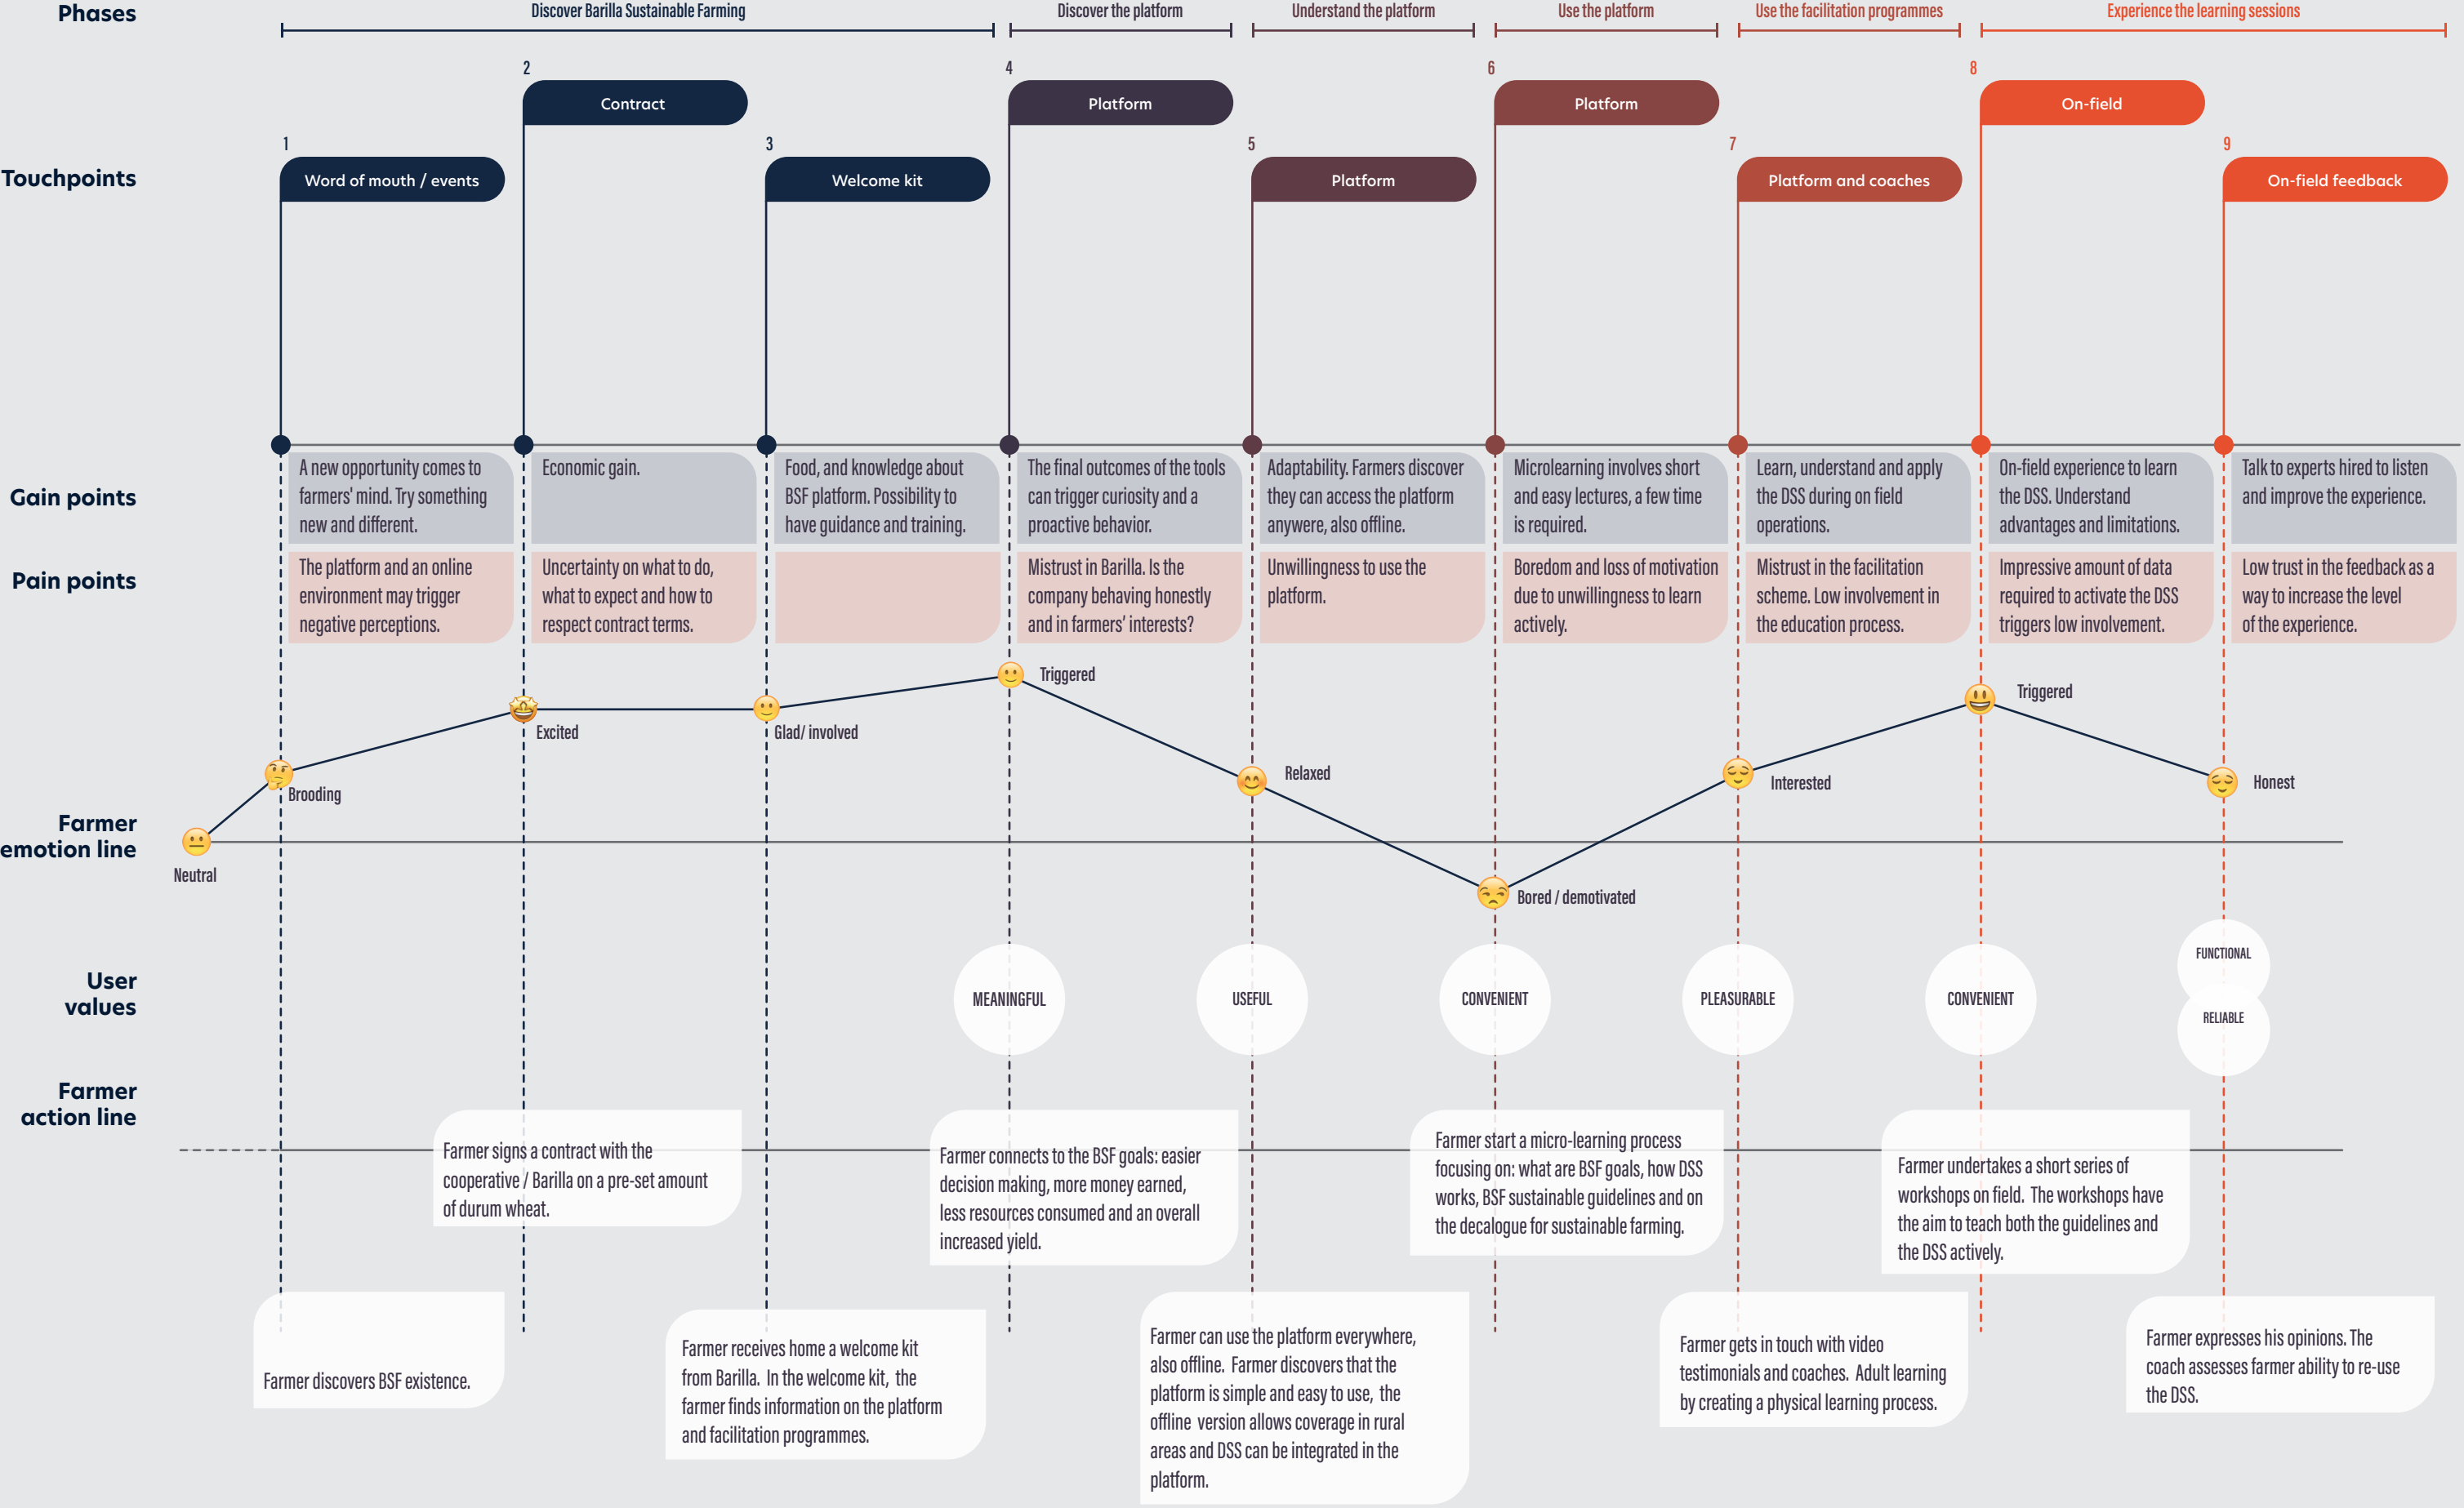 Phases
Discover Barilla Sustainable Farming
Discover the platform
Understand the platform
Use the platform
Use the facilitation programmes
Experience the learning sessions
Touchpoints
1
Word of mouth / events
2
Contract
3
Welcome kit
4
Platform
5
Platform
6
Platform
7
Platform and coaches
8
On-field
9
On-field feedback
Gain points
A new opportunity comes to
farmers' mind. Try something
new and different.
Economic gain.
Food, and knowledge about
BSF platform. Possibility to
have guidance and training.
The final outcomes of the tools
can trigger curiosity and a
proactive behavior.
Adaptability. Farmers discover
they can access the platform
anywere, also offline.
Microlearning involves short
and easy lectures, a few time
is required.
Learn, understand and apply
the DSS during on field
operations.
On-field experience to learn
the DSS. Understand
advantages and limitations.
Talk to experts hired to listen
and improve the experience.
Pain points
The platform and an online
environment may trigger
negative perceptions.
Uncertainty on what to do,
what to expect and how to
respect contract terms.
Mistrust in Barilla. Is the
company behaving honestly
and in farmers’ interests?
Unwillingness to use the
platform.
Boredom and loss of motivation
due to unwillingness to learn
actively.
Mistrust in the facilitation
scheme. Low involvement in
the education process.
Impressive amount of data
required to activate the DSS
triggers low involvement.
Low trust in the feedback as a
way to increase the level
of the experience.
Farmer
emotion line
Neutral
Brooding
Excited
Glad/ involved
Triggered
Relaxed
Bored / demotivated
Interested
Triggered
Honest
User
values
MEANINGFUL
USEFUL
CONVENIENT
PLEASURABLE
CONVENIENT
FUNCTIONAL
RELIABLE
Farmer
action line
Farmer discovers BSF existence.
Farmer signs a contract with the
cooperative / Barilla on a pre-set amount
of durum wheat.
Farmer receives home a welcome kit
from Barilla. In the welcome kit, the
farmer finds information on the platform
and facilitation programmes.
Farmer connects to the BSF goals: easier
decision making, more money earned,
less resources consumed and an overall
increased yield.
Farmer can use the platform everywhere,
also offline. Farmer discovers that the
platform is simple and easy to use, the
offline version allows coverage in rural
areas and DSS can be integrated in the
platform.
Farmer start a micro-learning process
focusing on: what are BSF goals, how DSS
works, BSF sustainable guidelines and on
the decalogue for sustainable farming.
Farmer gets in touch with video
testimonials and coaches. Adult learning
by creating a physical learning process.
Farmer undertakes a short series of
workshops on field. The workshops have
the aim to teach both the guidelines and
the DSS actively.
Farmer expresses his opinions. The
coach assesses farmer ability to re-use
the DSS.